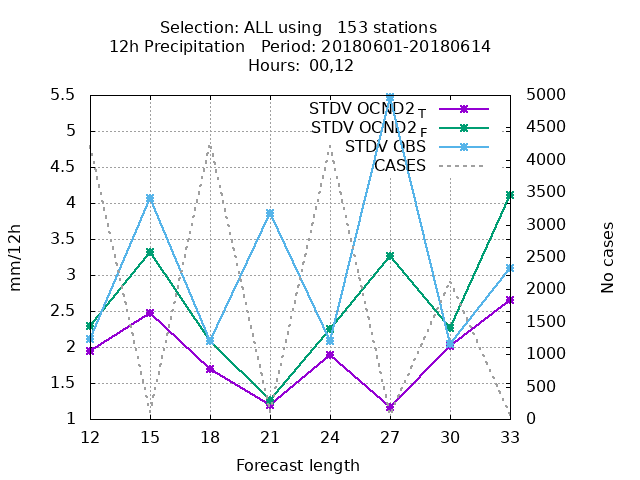 Selection: ALL using   153 stations
12h Precipitation   Period: 20180601-20180614
Hours:  00,12
STDV OCND2 T
STDV OCND2 F
STDV OBS
CASES
5.5
5
4.5
4
3.5
3
2.5
2
1.5
1
mm/12h
5000
4500
4000
3500
3000
2500
2000
1500
1000
500
0
No cases
12 15 18 21 24 27 30 33
Forecast length